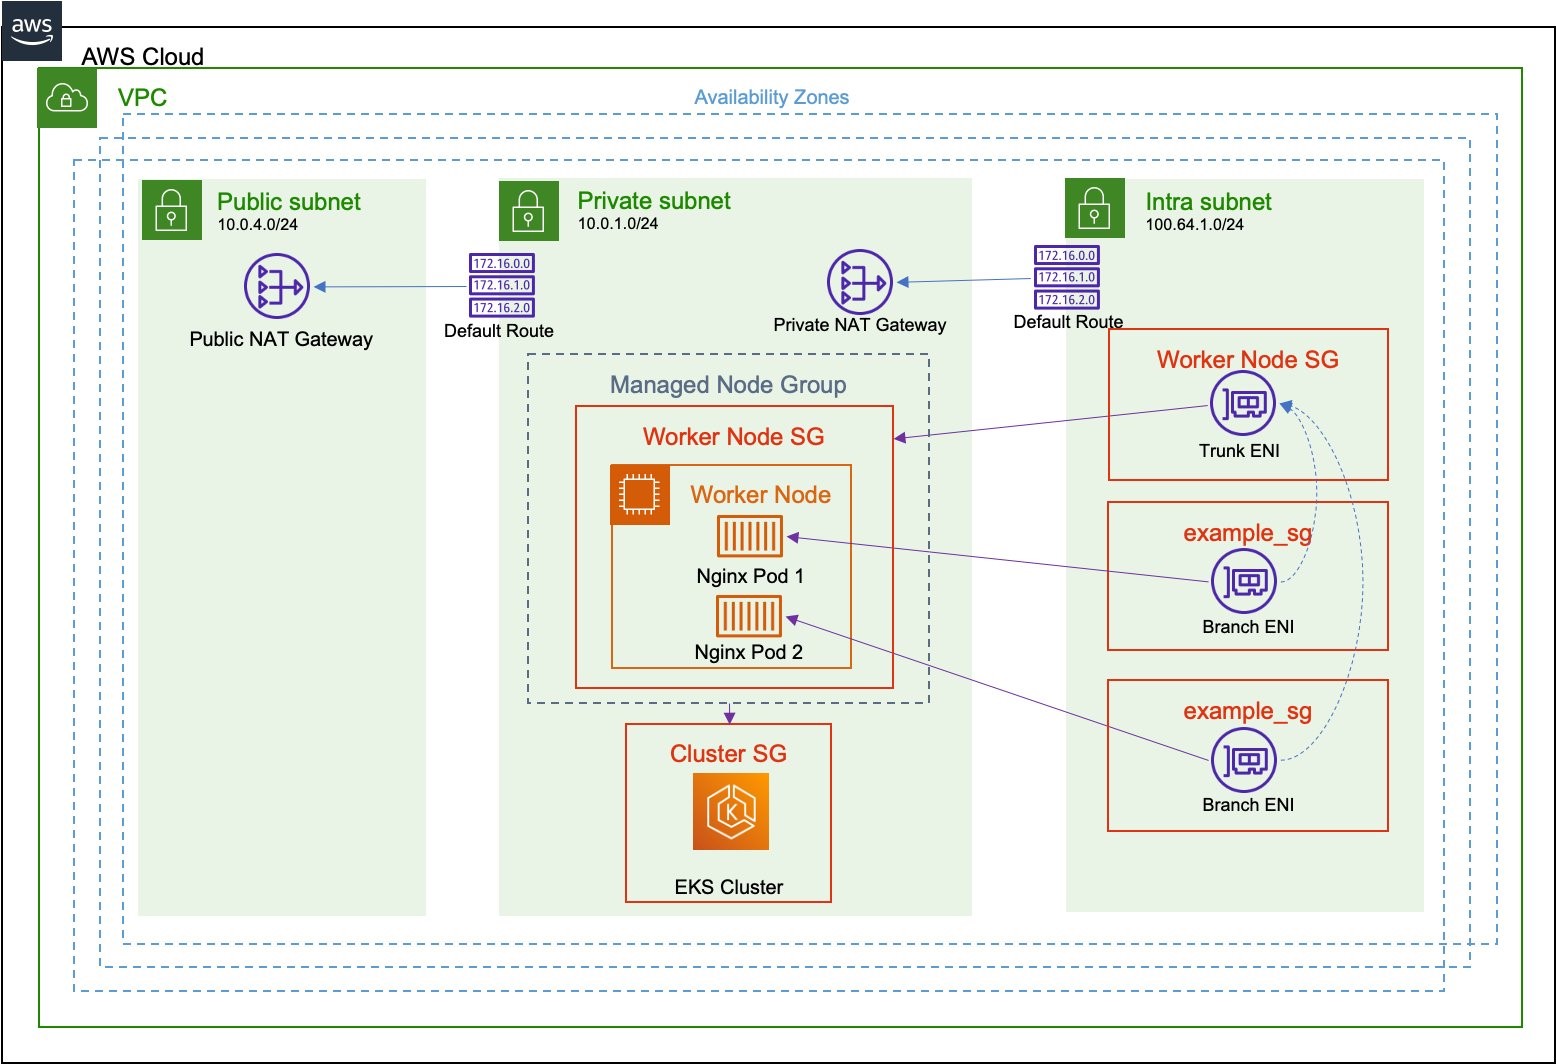 aws
AWS Cloud
VPC
Availability Zones
Public subnet
10.0.4.0/24
Public NAT Gateway
172.16.0.0
172.16.1.0
172.16.2.0
Default Route
Private subnet
10.0.1.0/24
Private NAT Gateway
172.16.0.0
172.16.1.0
172.16.2.0
Default Route
Intra subnet
100.64.1.0/24
Managed Node Group
Worker Node SG
Worker Node
Nginx Pod 1
Nginx Pod 2
Cluster SG
K
EKS Cluster
Worker Node SG
Trunk ENI
example_sg
Branch ENI
example_sg
Branch ENI